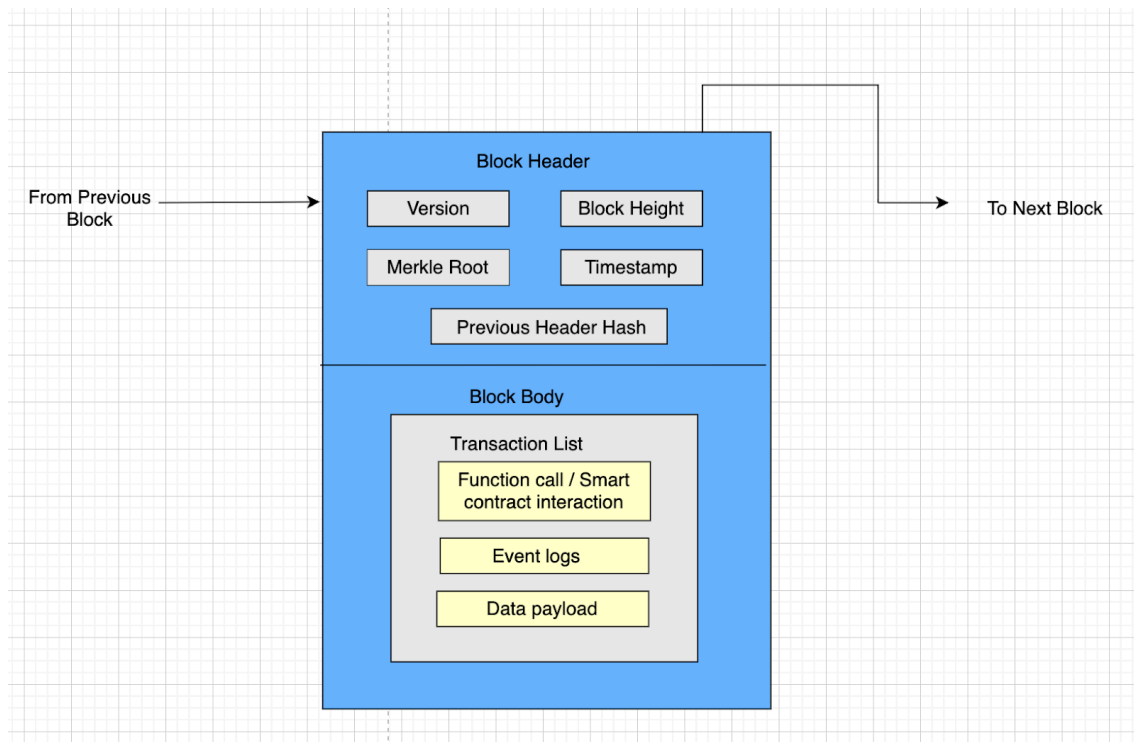 Block Header
From Previous
Block
Version
Block Height
To Next Block
Merkle Root
Timestamp
Previous Header Hash
Block Body
Transaction List
Function call / Smart
contract interaction
Event logs
Data payload